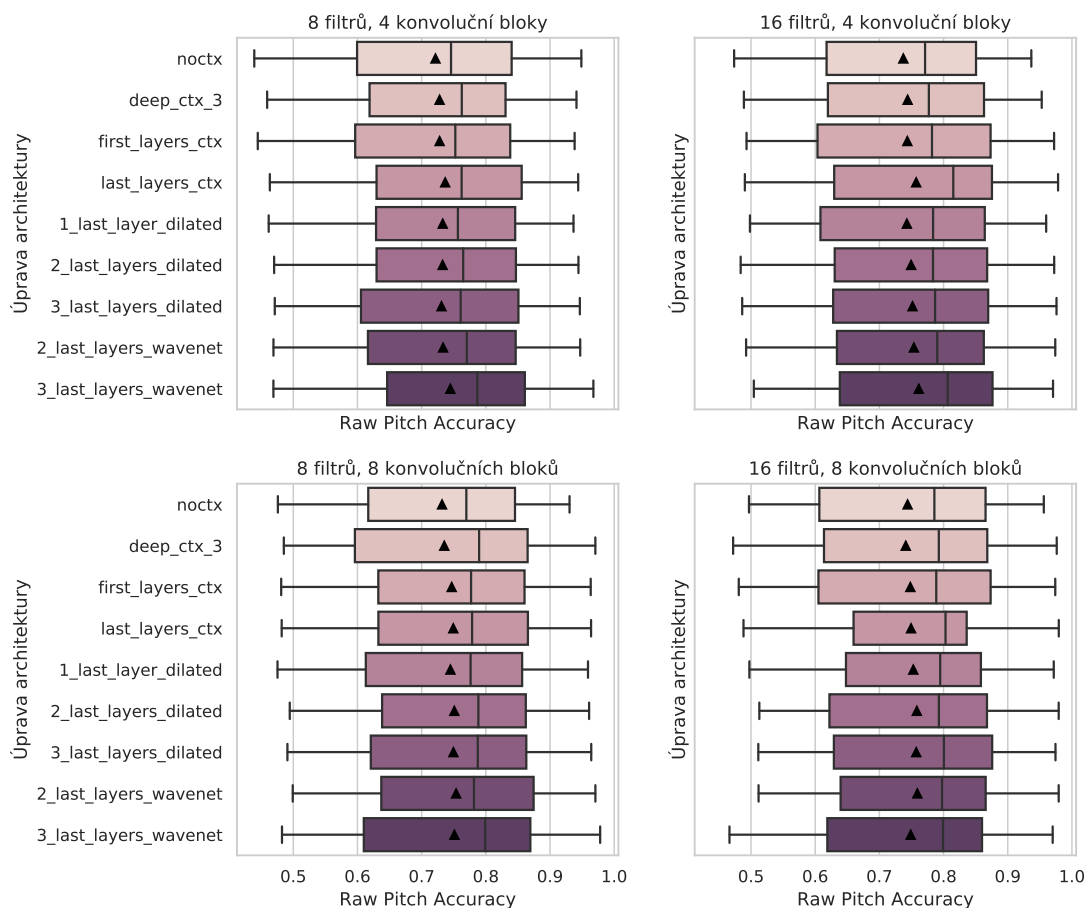 8 filtrů, 4 konvoluční bloky
Úprava architektury
noctx
deep_ctx_3
first_layers_ctx
last_layers_ctx
1_last_layer_dilated
2_last_layers_dilated
3_last_layers_dilated
2_last_layers_wavenet
3_last_layers_wavenet
Raw Pitch Accuracy
16 filtrů, 4 konvoluční bloky
Úprava architektury
Raw Pitch Accuracy
8 filtrů, 8 konvolučních bloků
Úprava architektury
noctx
deep_ctx_3
first_layers_ctx
last_layers_ctx
1_last_layer_dilated
2_last_layers_dilated
3_last_layers_dilated
2_last_layers_wavenet
3_last_layers_wavenet
0.5 0.6 0.7 0.8 0.9 1.0
Raw Pitch Accuracy
16 filtrů, 8 konvolučních bloků
Úprava architektury
0.5 0.6 0.7 0.8 0.9 1.0
Raw Pitch Accuracy